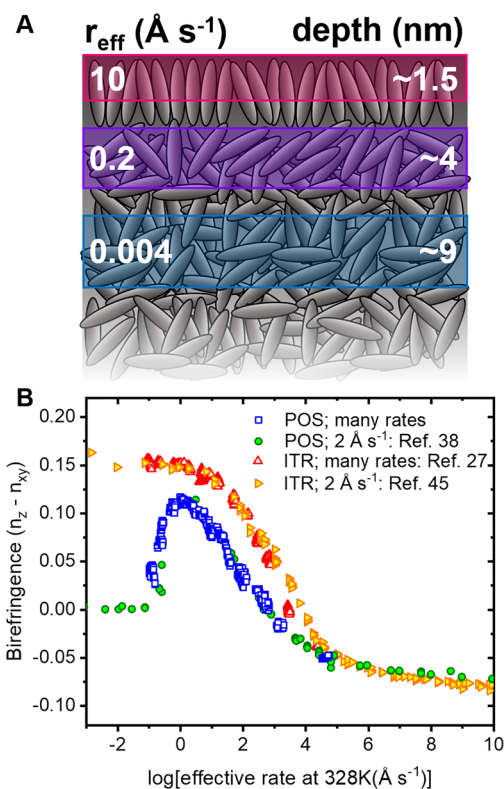 A
r_eff (Å s⁻¹) depth (nm)
10 ~1.5
0.2 ~4
0.004 ~9
B
0.20
0.15
0.10
0.05
0.00
-0.05
-0.10
Birefringence (n_z - n_xy)
POS; many rates
POS; 2 Å s⁻¹: Ref. 38
ITR; many rates: Ref. 27
ITR; 2 Å s⁻¹: Ref. 45
-2 0 2 4 6 8 10
log[effective rate at 328K(Å s⁻¹)]